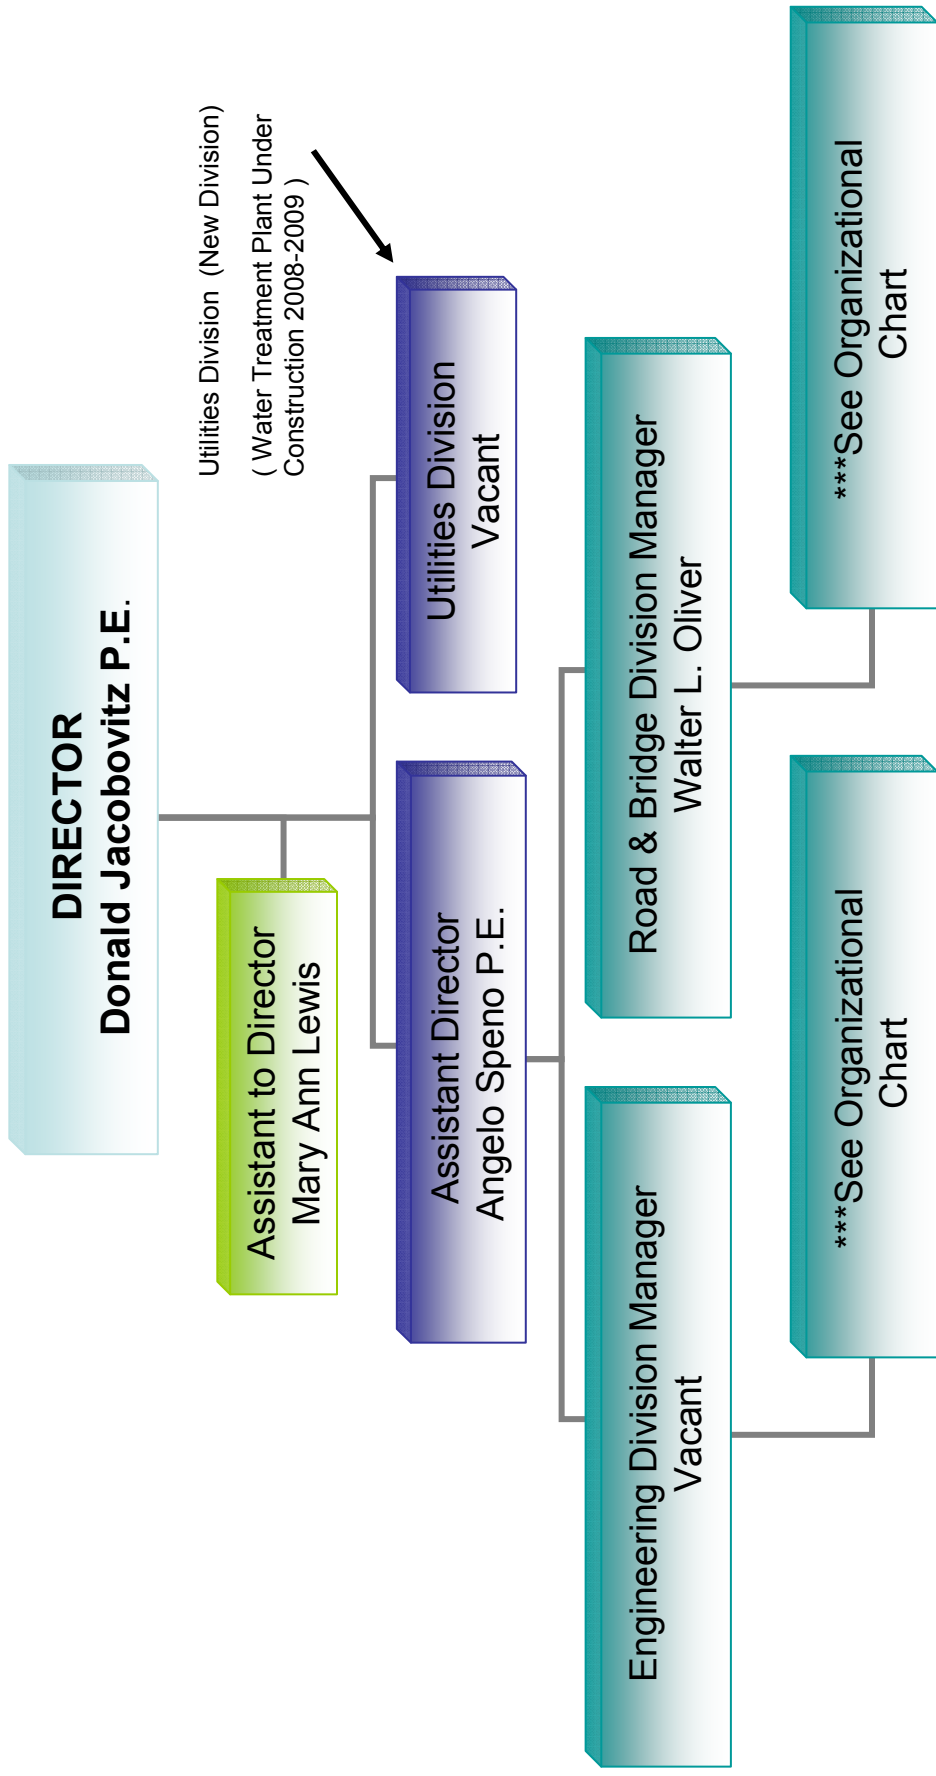 DIRECTOR
Donald Jacobovitz P.E.
Utilities Division  (New Division)
( Water Treatment Plant Under
Construction 2008-2009 )
Assistant to Director
Mary Ann Lewis
Assistant Director
Angelo Speno P.E.
Utilities Division
Vacant
Engineering Division Manager
Vacant
Road & Bridge Division Manager
Walter L. Oliver
***See Organizational
Chart
***See Organizational
Chart